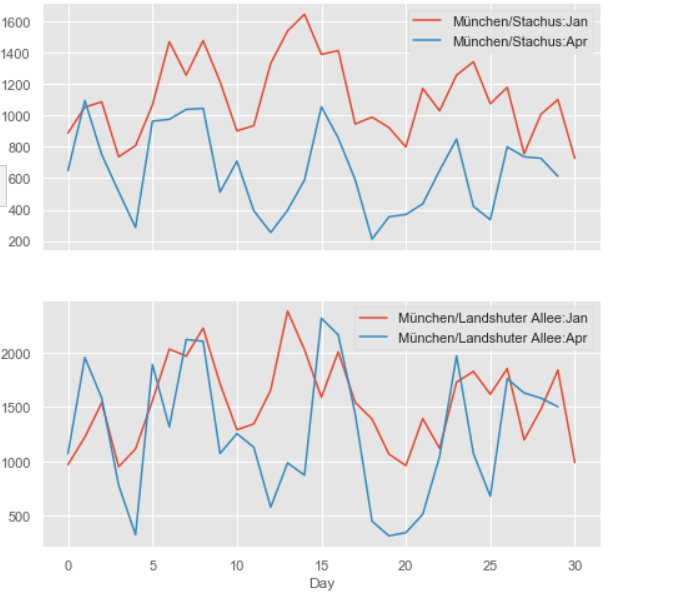 München/Stachus:Jan
München/Stachus:Apr
1600
1400
1200
1000
800
600
400
200
München/Landshuter Allee:Jan
München/Landshuter Allee:Apr
2000
1500
1000
500
0 5 10 15 20 25 30
Day